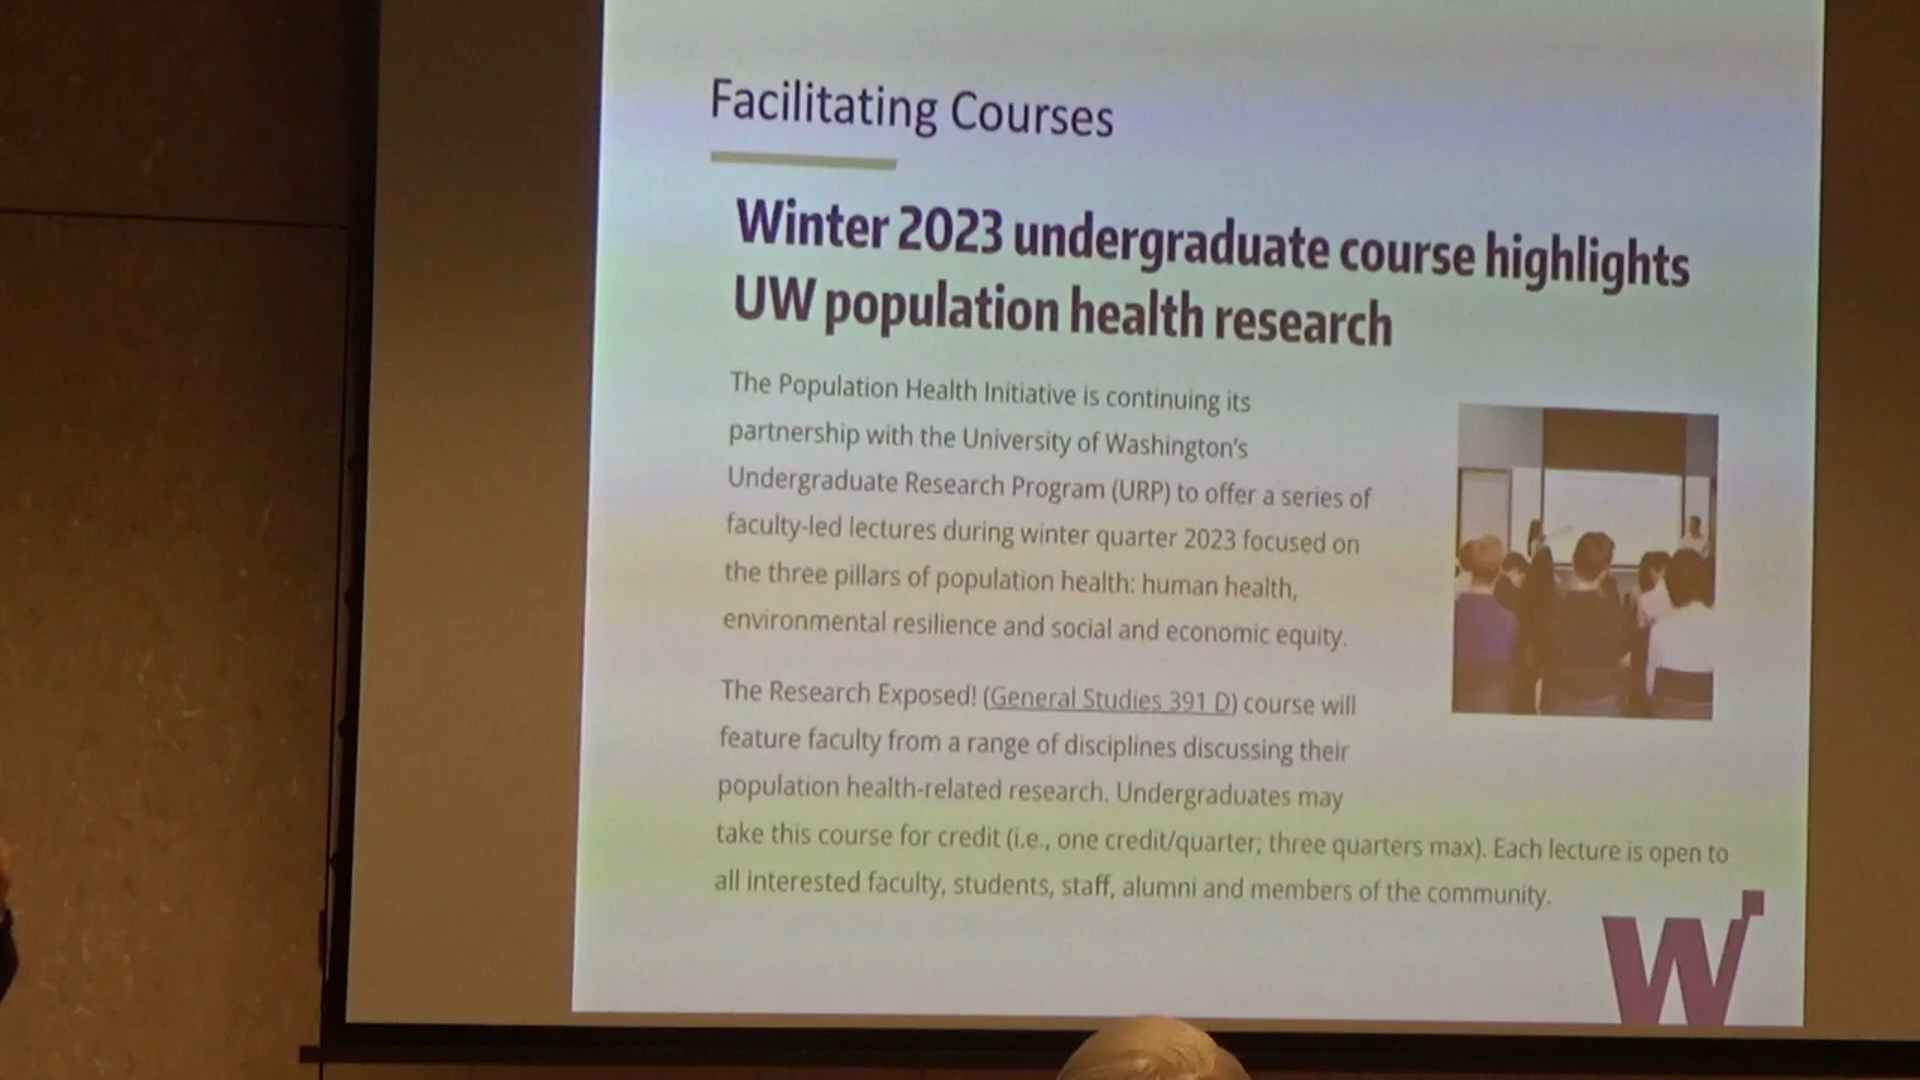 Facilitating Courses
Winter 2023 undergraduate course highlights
UW population health research
The Population Health Initiative is continuing its
partnership with the University of Washington's
Undergraduate Research Program (URP) to offer a series of
faculty-led lectures during winter quarter 2023 focused on
the three pillars of population health: human health,
environmental resilience and social and economic equity.
The Research Exposed! (General Studies 391 D) course will
feature faculty from a range of disciplines discussing their
population health-related research. Undergraduates may
take this course for credit (i.e., one credit/quarter; three quarters max). Each lecture is open to
all interested faculty, students, staff, alumni and members of the community.
W